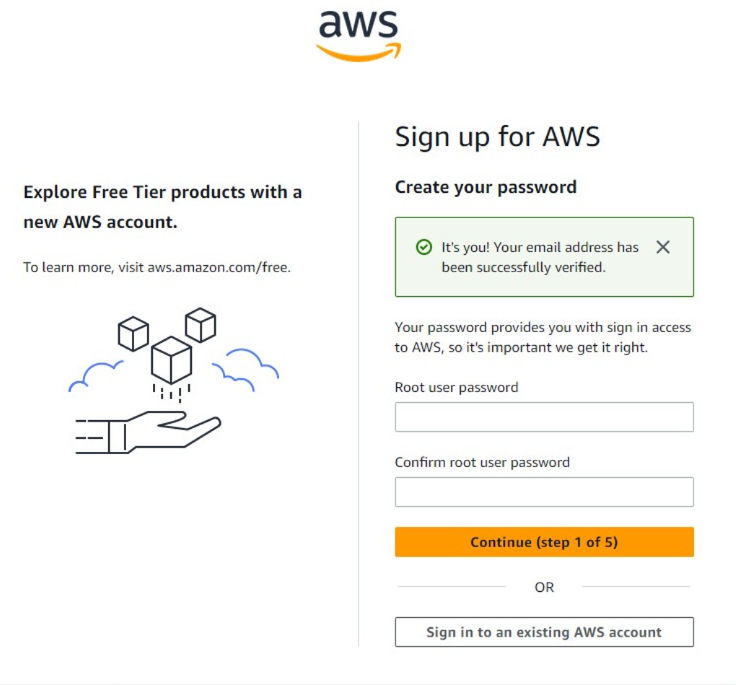 aws
Explore Free Tier products with a
new AWS account.
To learn more, visit aws.amazon.com/free.
Sign up for AWS
Create your password
It's you! Your email address has
been successfully verified.
Your password provides you with sign in access
to AWS, so it's important we get it right.
Root user password
Confirm root user password
Continue (step 1 of 5)
OR
Sign in to an existing AWS account